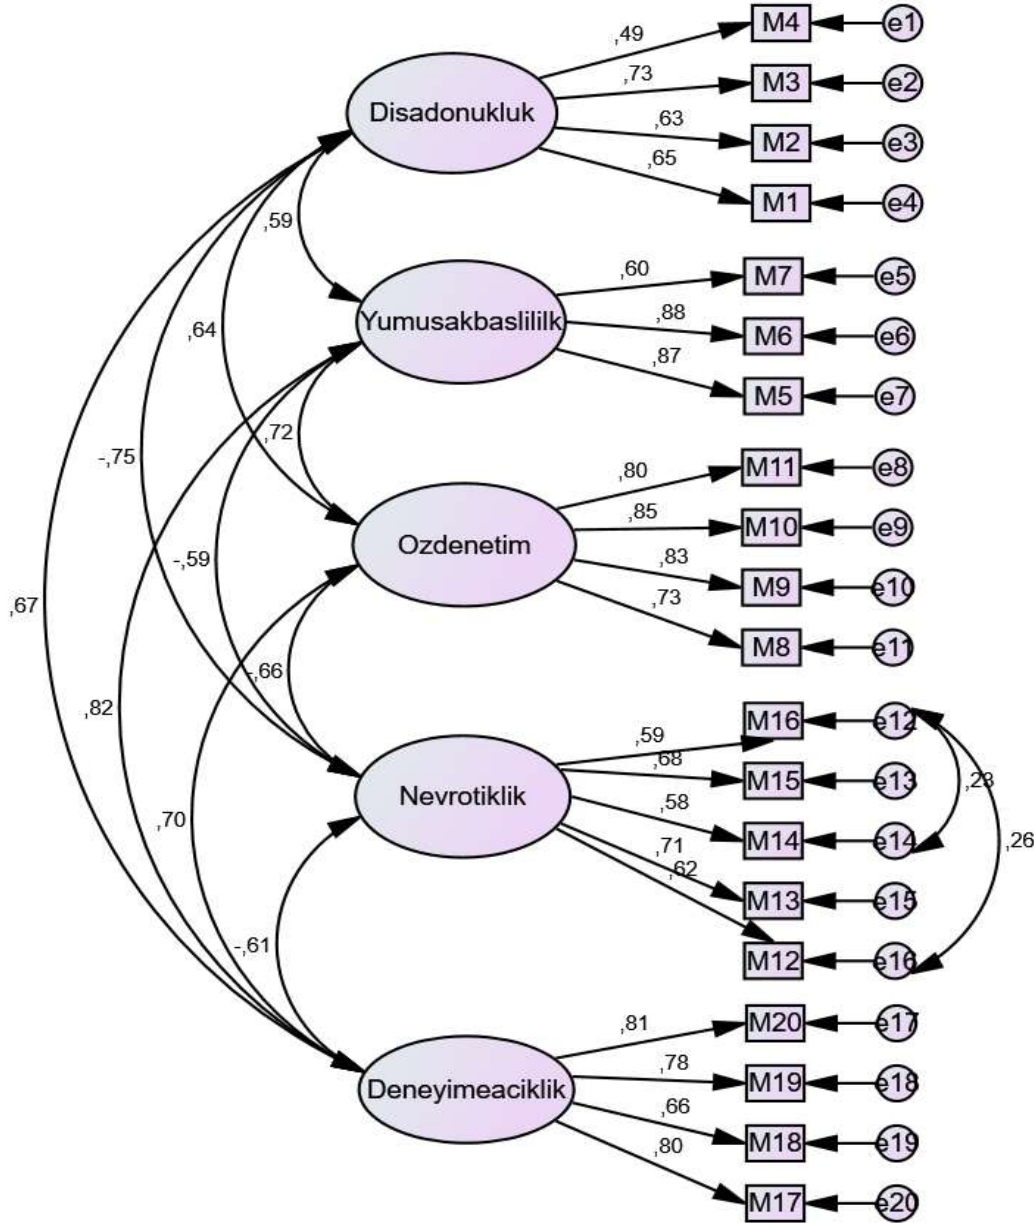 ,49 M4 e1
Disadonukluk ,73 M3 e2
,63 M2 e3
,65 M1 e4
,59
Yumusakbaslililk ,60 M7 e5
,88 M6 e6
,87 M5 e7
,64
,72
-,75
Ozdenetim ,80 M11 e8
,85 M10 e9
,83 M9 e10
,73 M8 e11
-,59
,67
-,66
,82
Nevrotiklik ,59 M16 e12
,68 M15 e13
,58 M14 e14
,71 M13 e15
,62 M12 e16
,23
,26
,70
-,61
Deneyimeaciklik ,81 M20 e17
,78 M19 e18
,66 M18 e19
,80 M17 e20